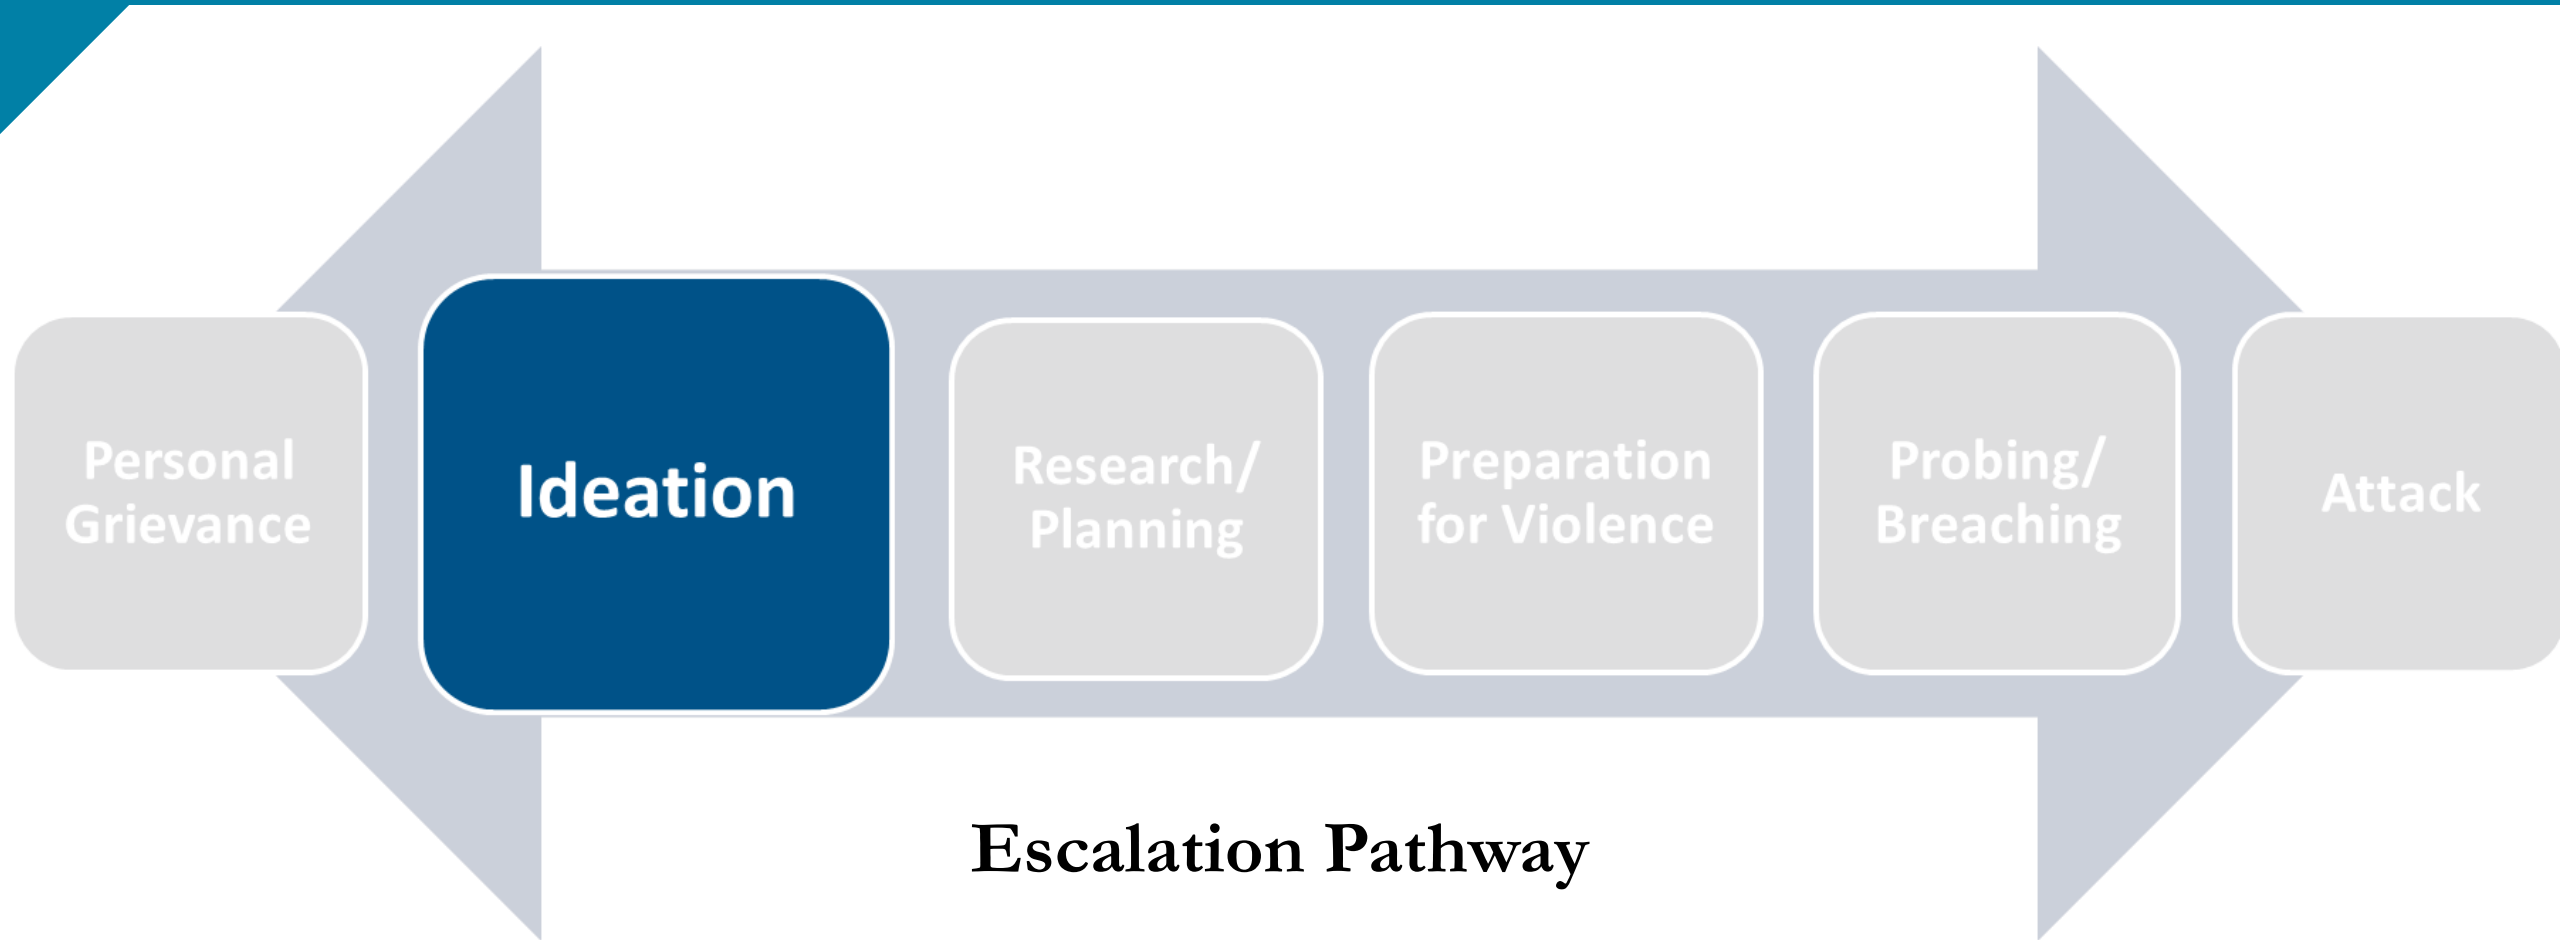 Personal
Grievance
Ideation
Research/
Planning
Preparation
for Violence
Probing/
Breaching
Attack
Escalation Pathway